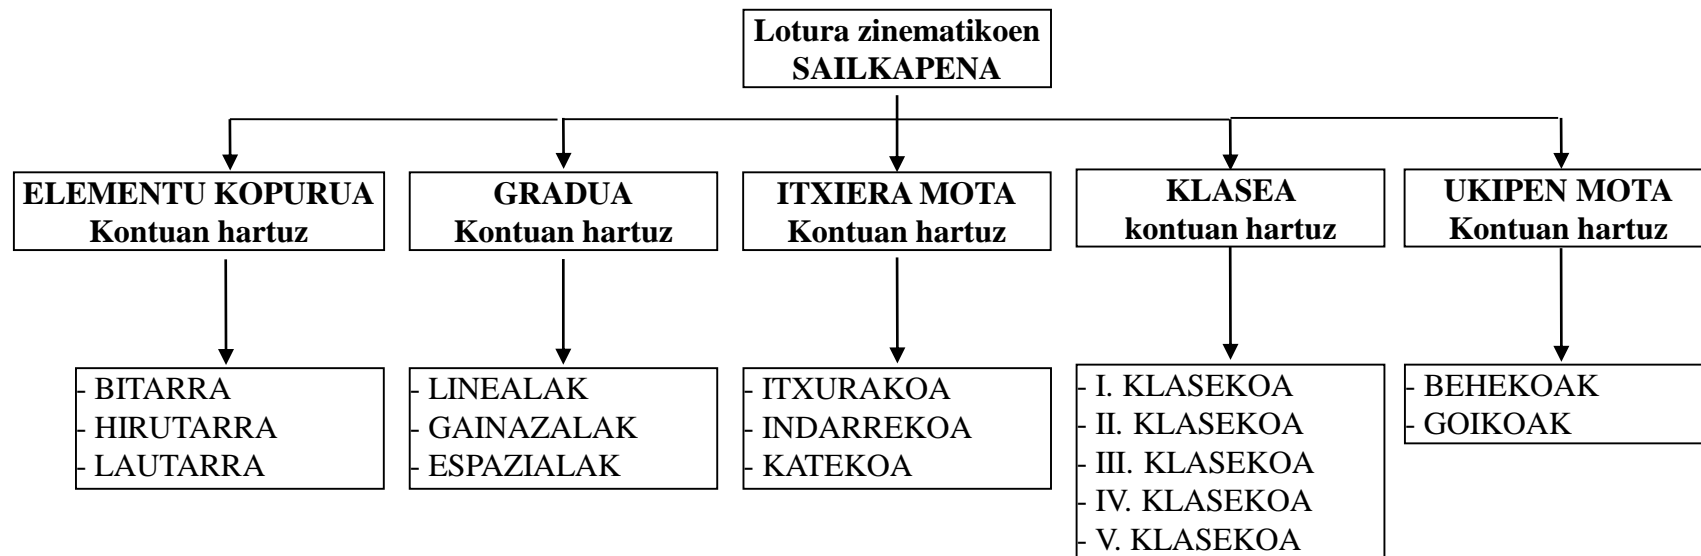 Lotura zinematikoen
SAILKAPENA
ELEMENTU KOPURUA
Kontuan hartuz
GRADUA
Kontuan hartuz
ITXIERA MOTA
Kontuan hartuz
KLASEA
kontuan hartuz
UKIPEN MOTA
Kontuan hartuz
- BITARRA
- HIRUTARRA
- LAUTARRA
- LINEALAK
- GAINAZALAK
- ESPAZIALAK
- ITXURAKOA
- INDARREKOA
- KATEKOA
- I. KLASEKOA
- II. KLASEKOA
- III. KLASEKOA
- IV. KLASEKOA
- V. KLASEKOA
- BEHEKOAK
- GOIKOAK